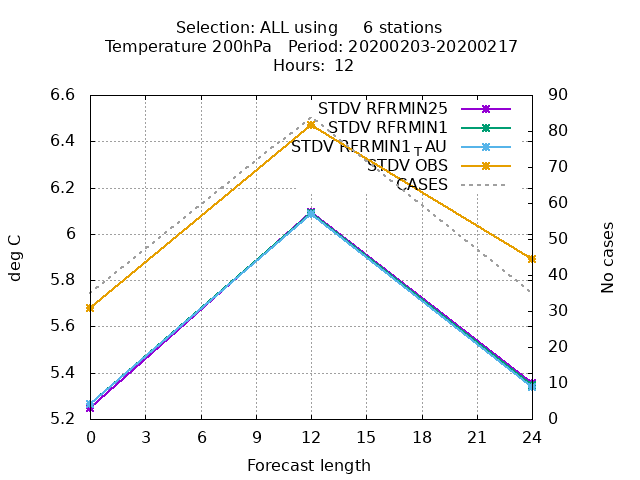 Selection: ALL using     6 stations
Temperature 200hPa   Period: 20200203-20200217
Hours:  12
6.6
6.4
6.2
6
5.8
5.6
5.4
5.2
deg C
STDV RFRMIN25
STDV RFRMIN1
STDV RFRMIN1TAU
STDV OBS
CASES
90
80
70
60
50
40
30
20
10
0
No cases
0 3 6 9 12 15 18 21 24
Forecast length